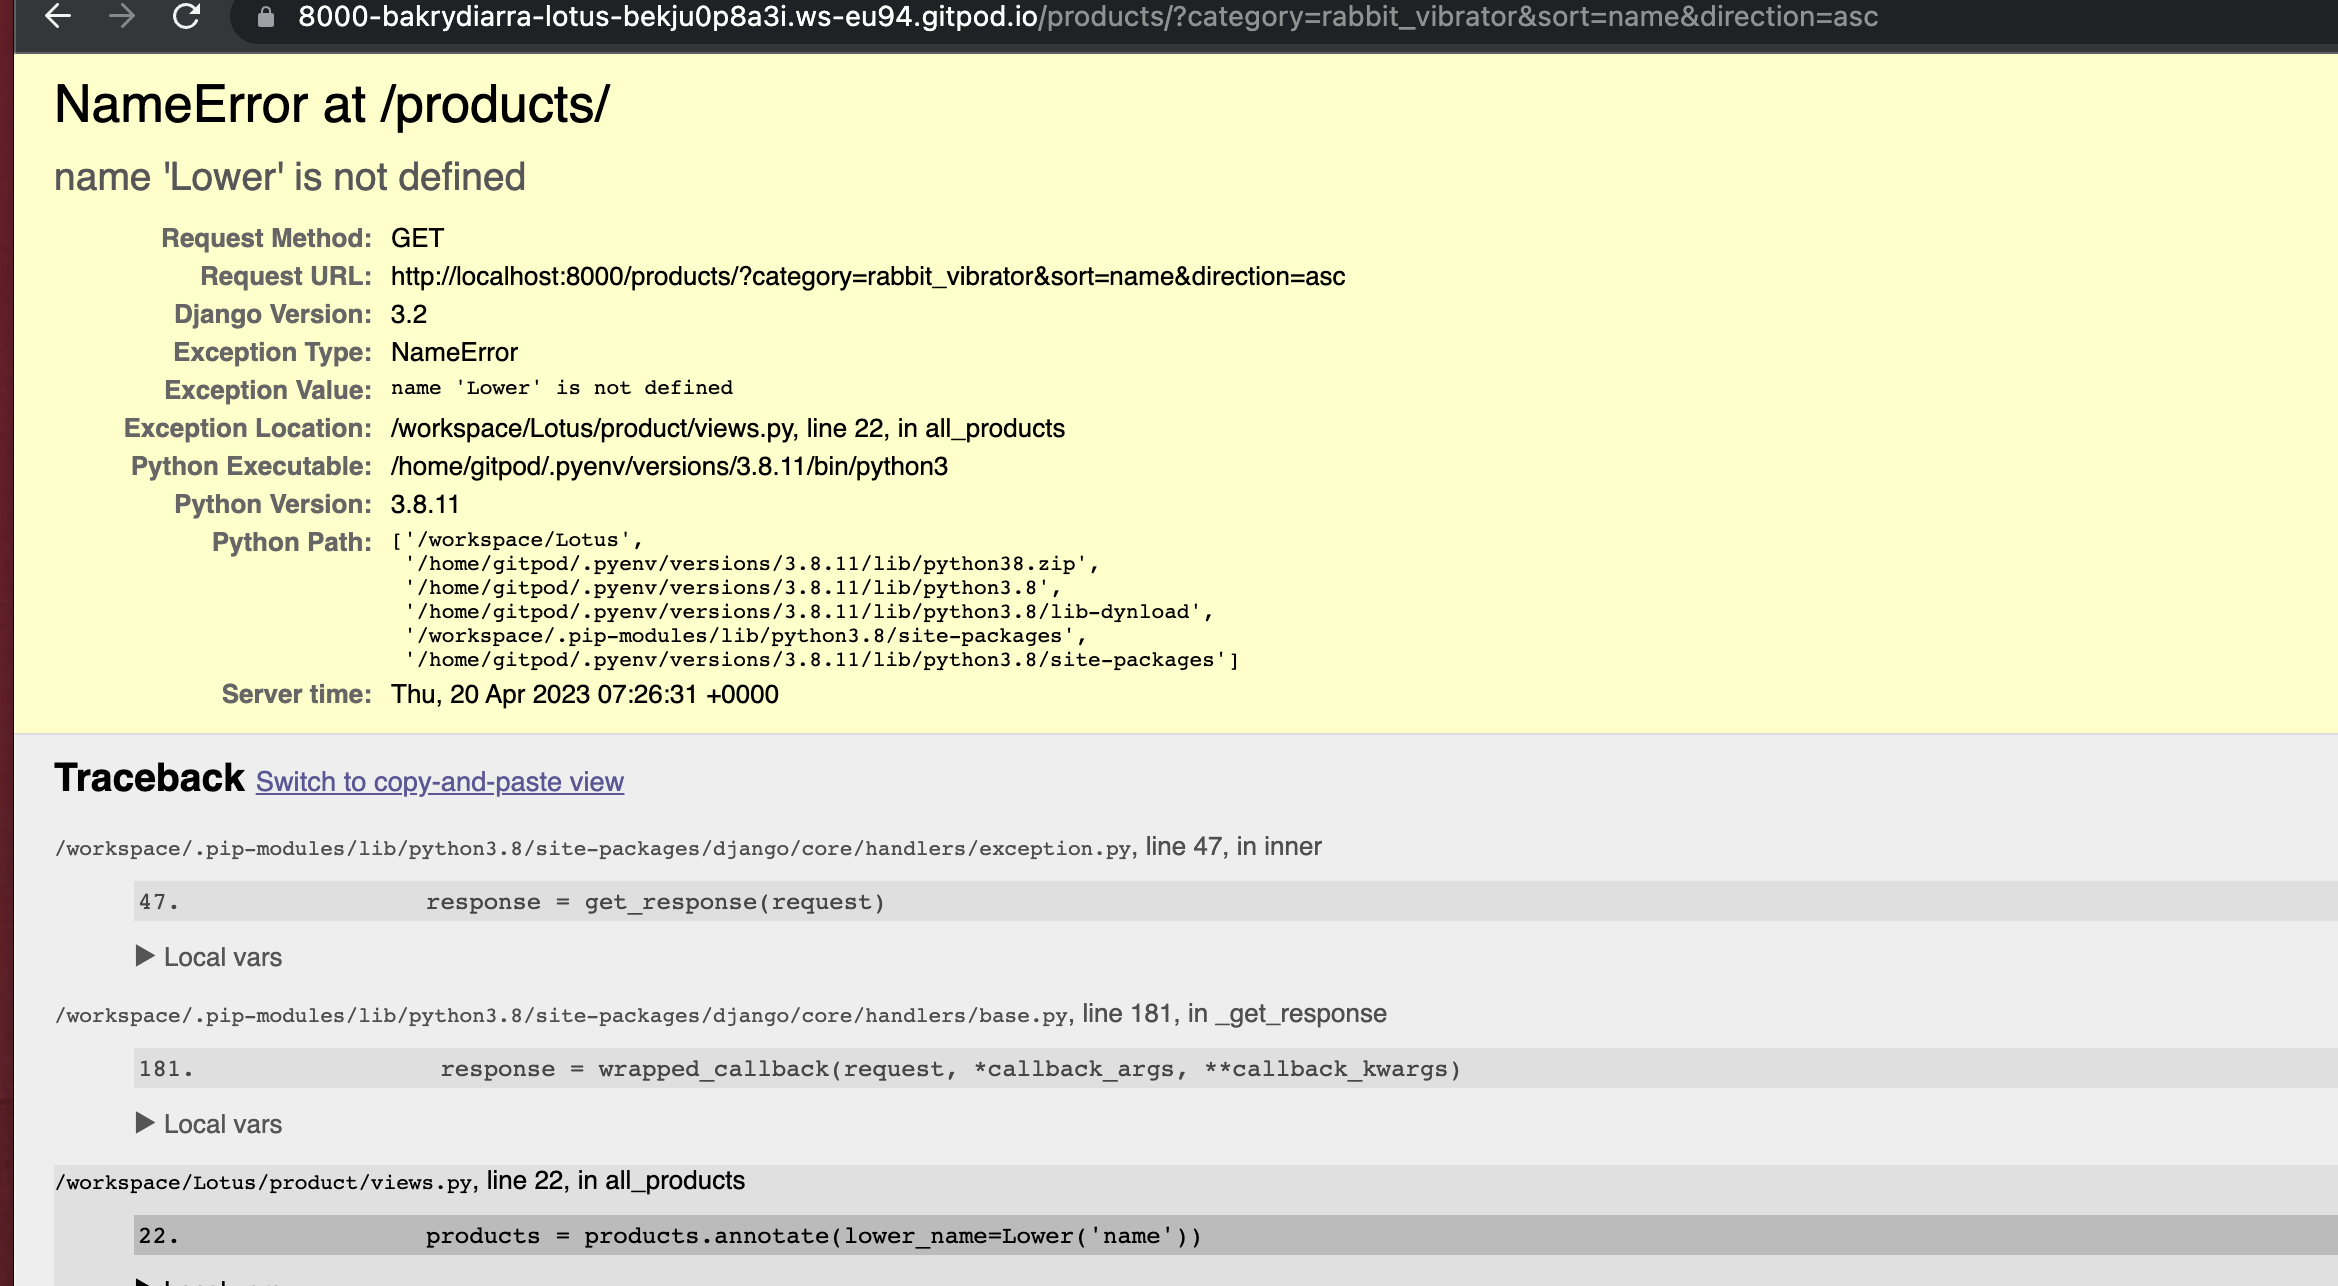 8000-bakrydiarra-lotus-bekju0p8a3i.ws-eu94.gitpod.io/products/?category=rabbit_vibrator&sort=name&direction=asc
NameError at /products/
name 'Lower' is not defined
Request Method: GET
Request URL: http://localhost:8000/products/?category=rabbit_vibrator&sort=name&direction=asc
Django Version: 3.2
Exception Type: NameError
Exception Value: name 'Lower' is not defined
Exception Location: /workspace/Lotus/product/views.py, line 22, in all_products
Python Executable: /home/gitpod/.pyenv/versions/3.8.11/bin/python3
Python Version: 3.8.11
Python Path: ['/workspace/Lotus',
'/home/gitpod/.pyenv/versions/3.8.11/lib/python38.zip',
'/home/gitpod/.pyenv/versions/3.8.11/lib/python3.8',
'/home/gitpod/.pyenv/versions/3.8.11/lib/python3.8/lib-dynload',
'/workspace/.pip-modules/lib/python3.8/site-packages',
'/home/gitpod/.pyenv/versions/3.8.11/lib/python3.8/site-packages']
Server time: Thu, 20 Apr 2023 07:26:31 +0000
Traceback Switch to copy-and-paste view
/workspace/.pip-modules/lib/python3.8/site-packages/django/core/handlers/exception.py, line 47, in inner
47. response = get_response(request)
▶ Local vars
/workspace/.pip-modules/lib/python3.8/site-packages/django/core/handlers/base.py, line 181, in _get_response
181. response = wrapped_callback(request, *callback_args, **callback_kwargs)
▶ Local vars
/workspace/Lotus/product/views.py, line 22, in all_products
22. products = products.annotate(lower_name=Lower('name'))